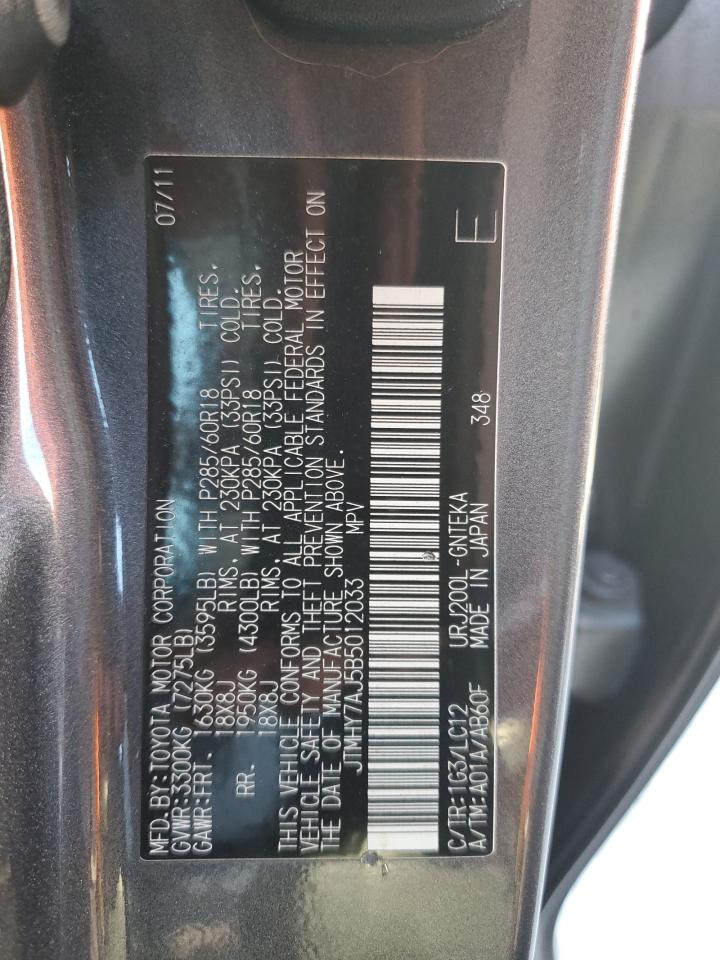 MFD.BY:TOYOTA MOTOR CORPORATION 07/11
GVWR:3300KG (7275LB)
GAWR:FRT. 1630KG (3595LB) WITH P285/60R18 TIRES.
18X8J RIMS, AT 230KPA (33PSI) COLD.
RR. 1950KG (4300LB) WITH P285/60R18 TIRES.
18X8J RIMS, AT 230KPA (33PSI) COLD.
THIS VEHICLE CONFORMS TO ALL APPLICABLE FEDERAL MOTOR
VEHICLE SAFETY AND THEFT PREVENTION STANDARDS IN EFFECT ON
THE DATE OF MANUFACTURE SHOWN ABOVE.
JTMHY7AJ5B5012033 MPV
C/TR:1G3/LC12 URJ200L-GNTEKA 348 E
A/TM:A01A/AB60F MADE IN JAPAN